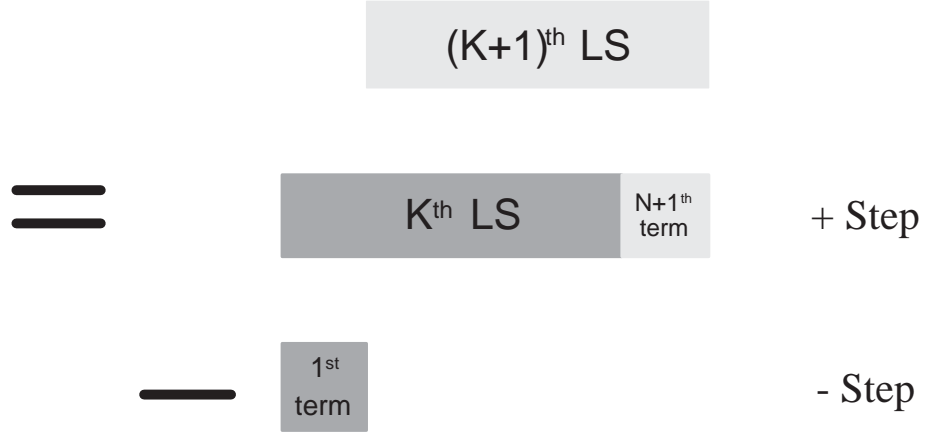 (K+1)th LS
Kth LS
N+1th
term
+ Step
1st
term
- Step